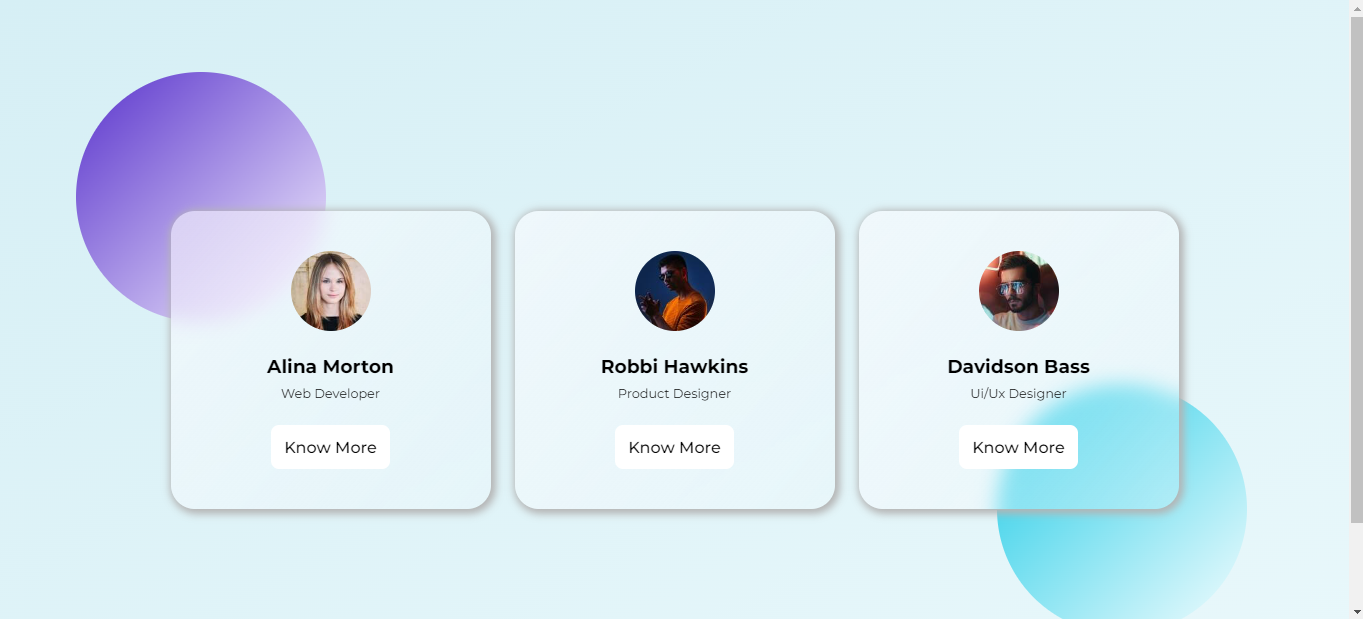 Alina Morton
Web Developer
Know More
Robbi Hawkins
Product Designer
Know More
Davidson Bass
Ui/Ux Designer
Know More